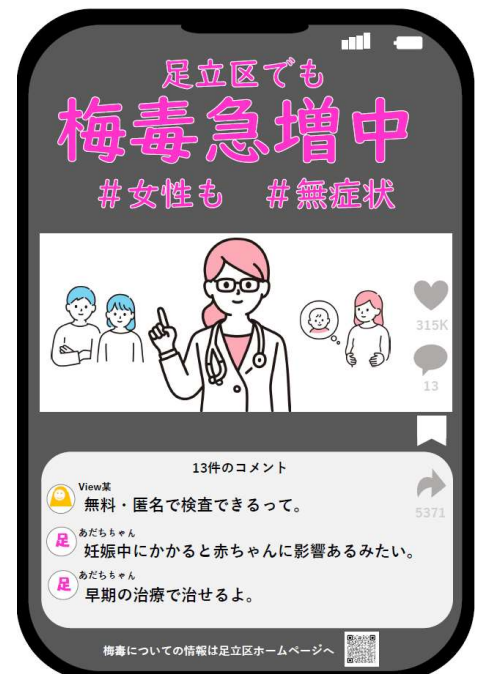 足立区でも
梅毒急増中
#女性も #無症状
315K
13
13件のコメント
View某
無料・匿名で検査できるって。
5371
足
あだちちゃん
妊娠中にかかると赤ちゃんに影響あるみたい。
足
あだちちゃん
早期の治療で治せるよ。
梅毒についての情報は足立区ホームページへ